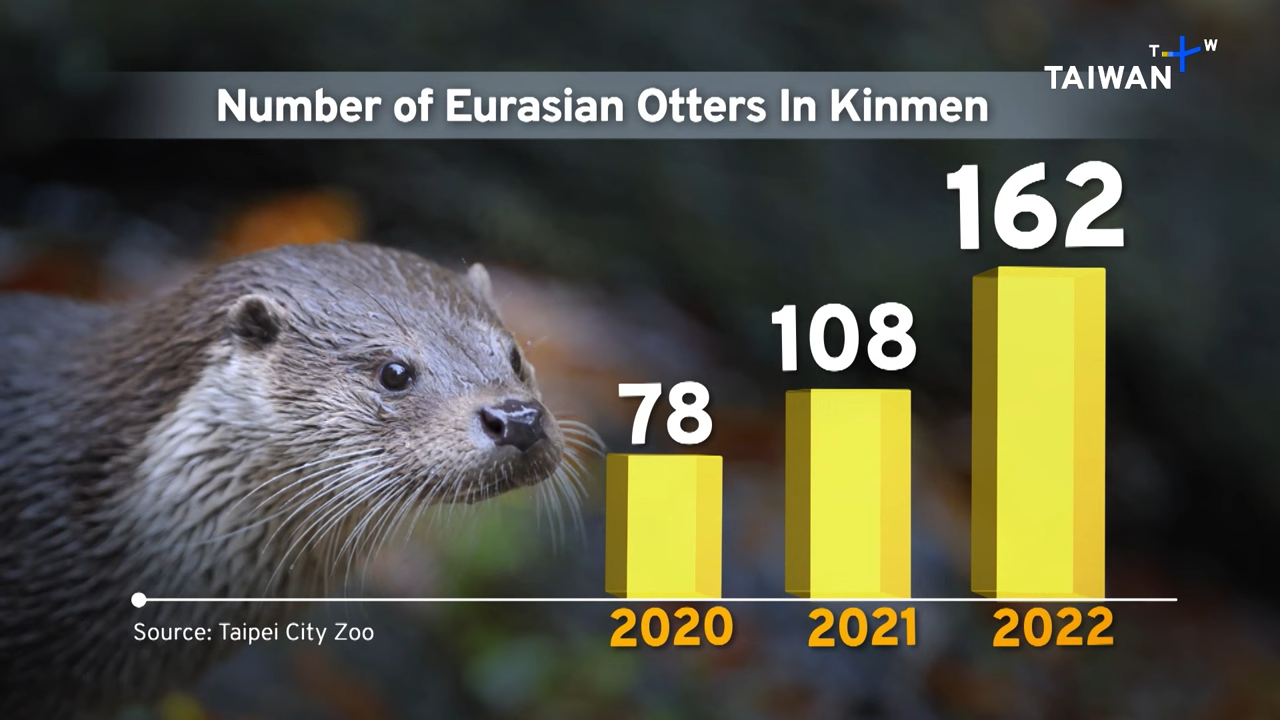 T W
TAIWAN
Number of Eurasian Otters In Kinmen
162
108
78
2020 2021 2022
Source: Taipei City Zoo